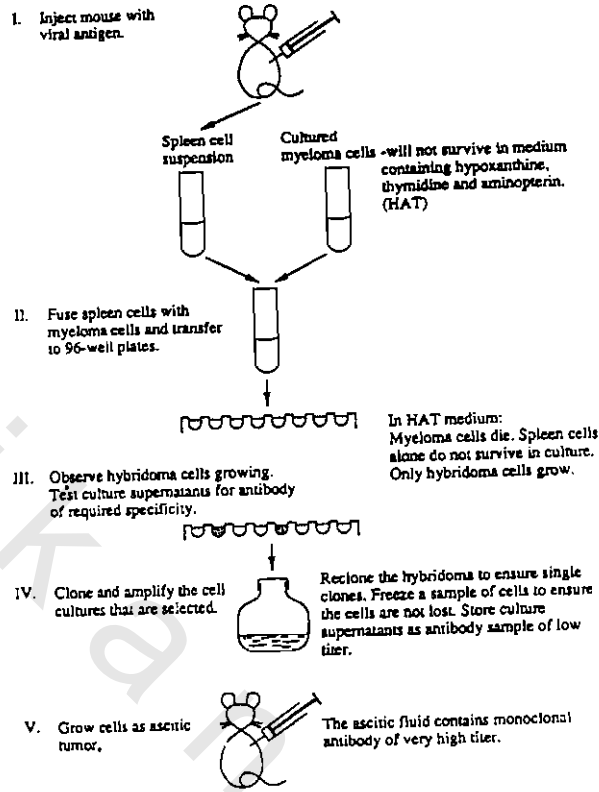 I. Inject mouse with
viral antigen.
Spleen cell
suspension
Cultured
myeloma cells -will not survive in medium
containing hypoxanthine,
thymidine and aminopterin.
(HAT)
II. Fuse spleen cells with
myeloma cells and transfer
to 96-well plates.
In HAT medium:
Myeloma cells die. Spleen cells
alone do not survive in culture.
Only hybridoma cells grow.
III. Observe hybridoma cells growing.
Test culture supernatants for antibody
of required specificity.
IV. Clone and amplify the cell
cultures that are selected.
Reclone the hybridoma to ensure single
clones. Freeze a sample of cells to ensure
the cells are not lost. Store culture
supernatants as antibody sample of low
titer.
V. Grow cells as ascitic
tumor.
The ascitic fluid contains monoclonal
antibody of very high titer.